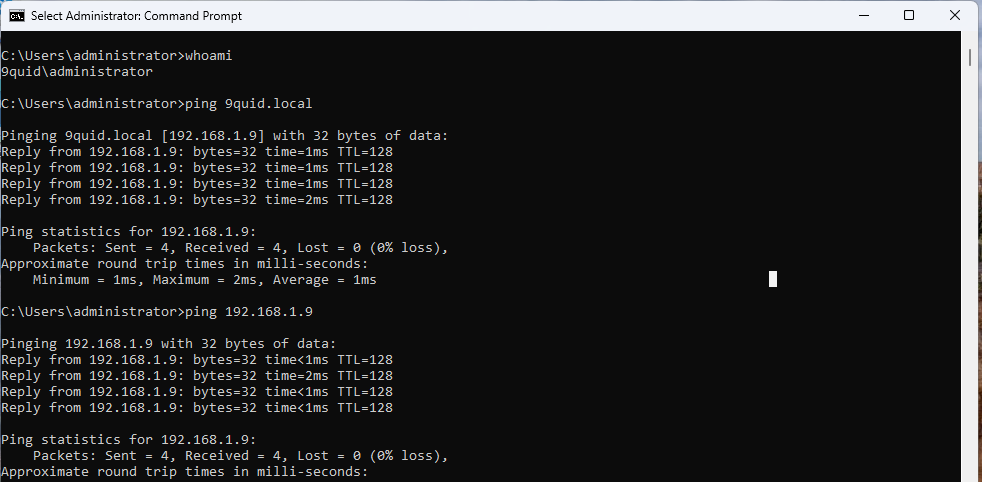 Select Administrator: Command Prompt
C:\Users\administrator>whoami
9quid\administrator
C:\Users\administrator>ping 9quid.local
Pinging 9quid.local [192.168.1.9] with 32 bytes of data:
Reply from 192.168.1.9: bytes=32 time=1ms TTL=128
Reply from 192.168.1.9: bytes=32 time=1ms TTL=128
Reply from 192.168.1.9: bytes=32 time=1ms TTL=128
Reply from 192.168.1.9: bytes=32 time=2ms TTL=128
Ping statistics for 192.168.1.9:
    Packets: Sent = 4, Received = 4, Lost = 0 (0% loss),
Approximate round trip times in milli-seconds:
    Minimum = 1ms, Maximum = 2ms, Average = 1ms
C:\Users\administrator>ping 192.168.1.9
Pinging 192.168.1.9 with 32 bytes of data:
Reply from 192.168.1.9: bytes=32 time<1ms TTL=128
Reply from 192.168.1.9: bytes=32 time=2ms TTL=128
Reply from 192.168.1.9: bytes=32 time<1ms TTL=128
Reply from 192.168.1.9: bytes=32 time<1ms TTL=128
Ping statistics for 192.168.1.9:
    Packets: Sent = 4, Received = 4, Lost = 0 (0% loss),
Approximate round trip times in milli-seconds: